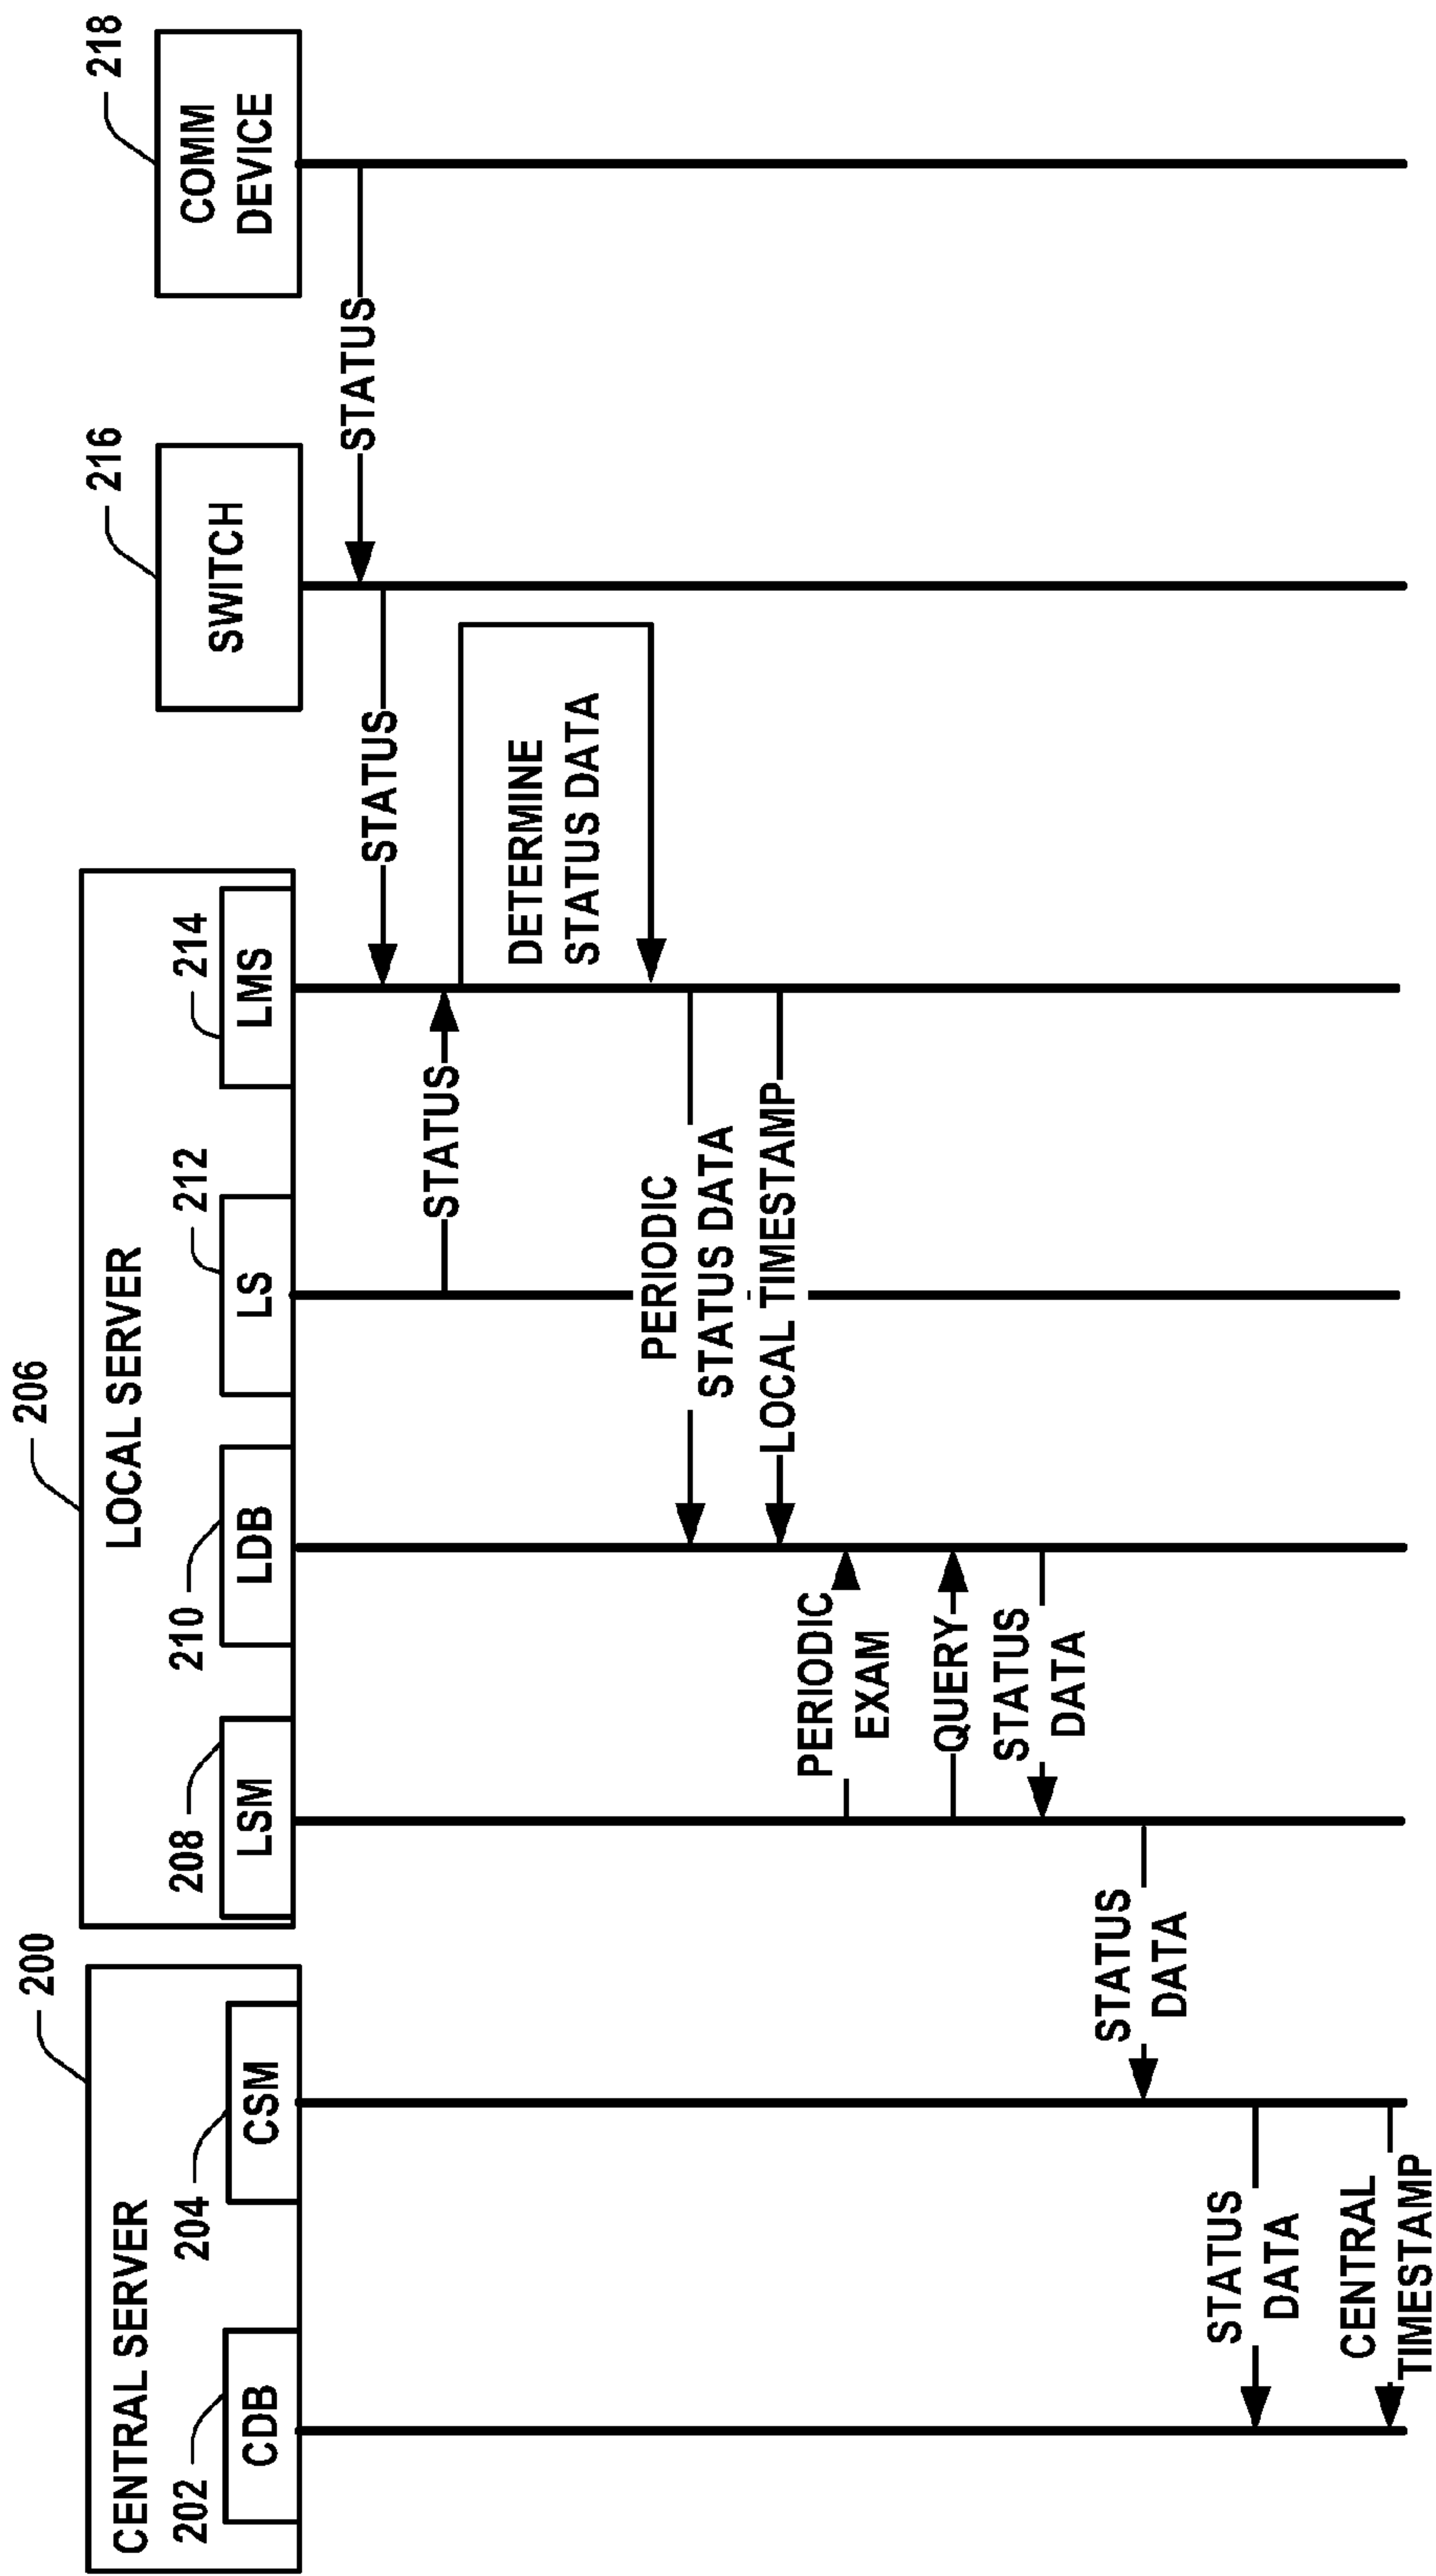 200
206
CENTRAL SERVER
LOCAL SERVER
202
CDB
204
CSM
208
LSM
210
LDB
212
LS
214
LMS
216
SWITCH
218
COMM
DEVICE
STATUS
STATUS
STATUS
DETERMINE
STATUS DATA
PERIODIC
STATUS DATA
LOCAL TIMESTAMP
PERIODIC
EXAM
QUERY
STATUS
DATA
STATUS
DATA
STATUS
DATA
CENTRAL
TIMESTAMP